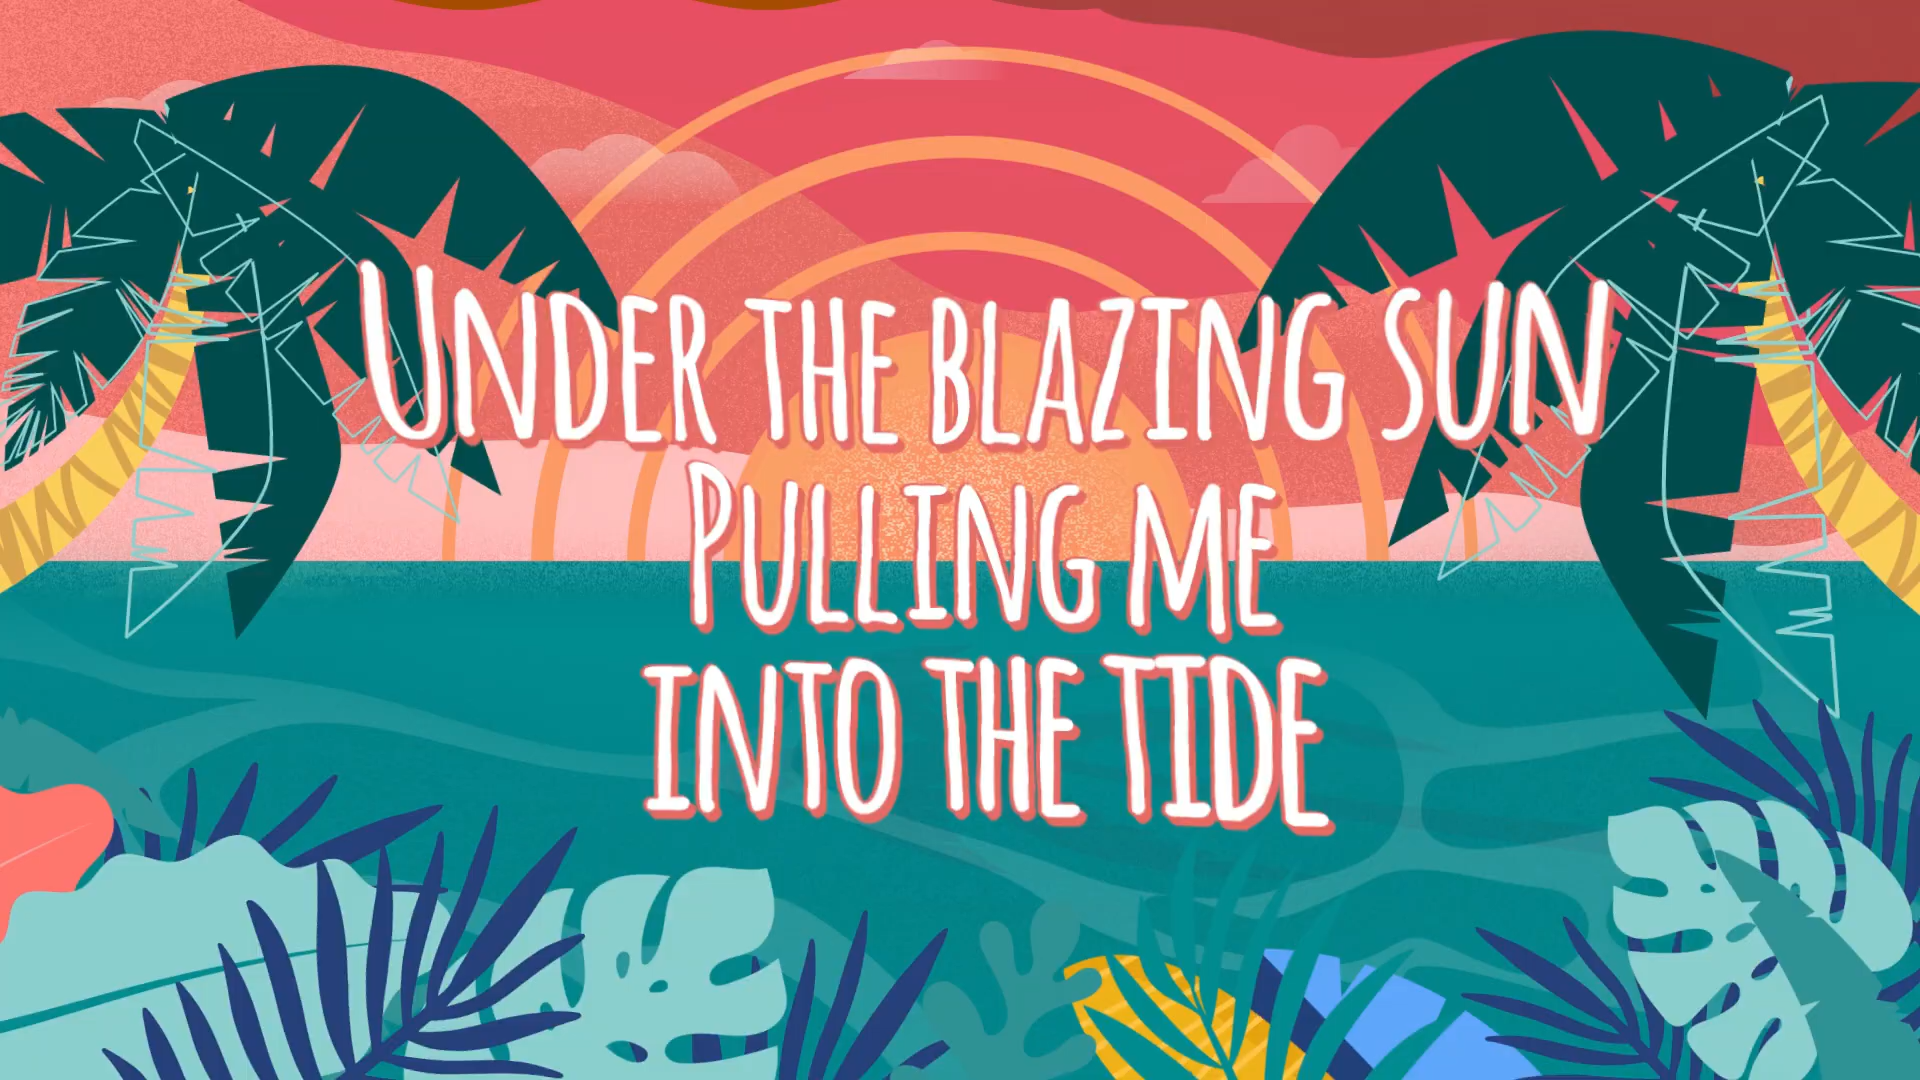 Under the blazing sun
Pulling me
into the tide